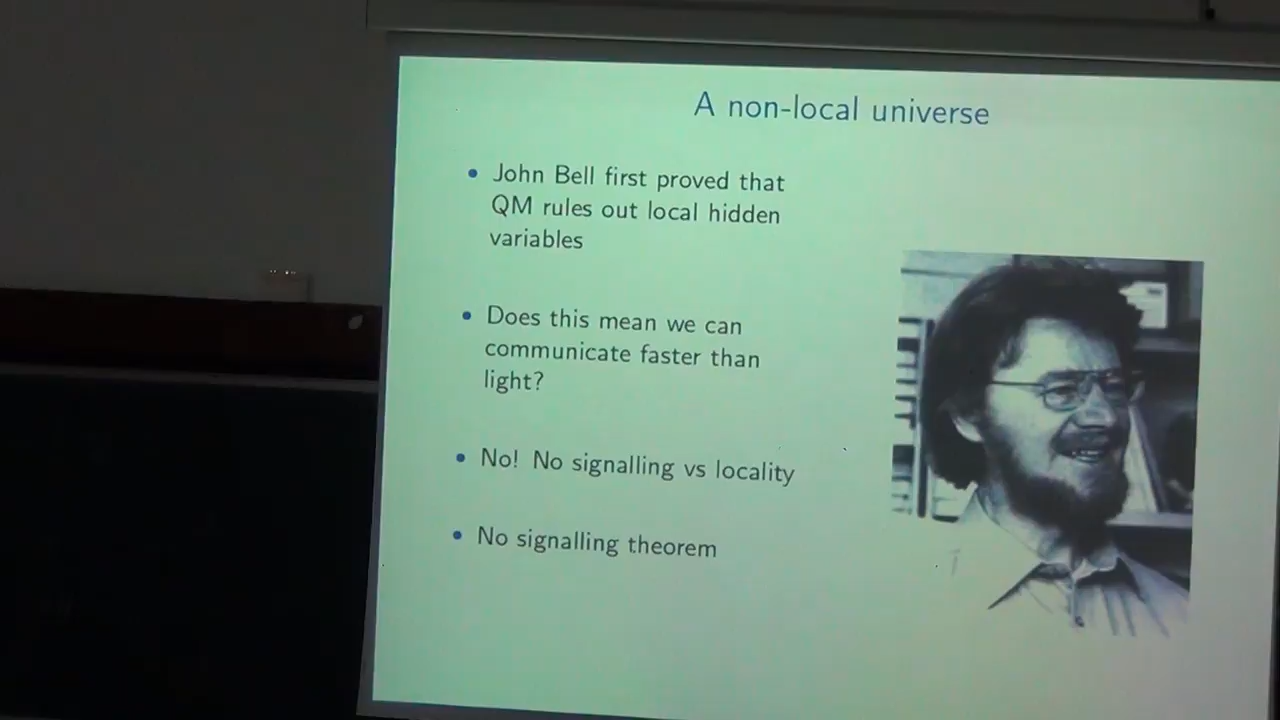 A non-local universe
• John Bell first proved that
QM rules out local hidden
variables
• Does this mean we can
communicate faster than
light?
• No! No signalling vs locality
• No signalling theorem